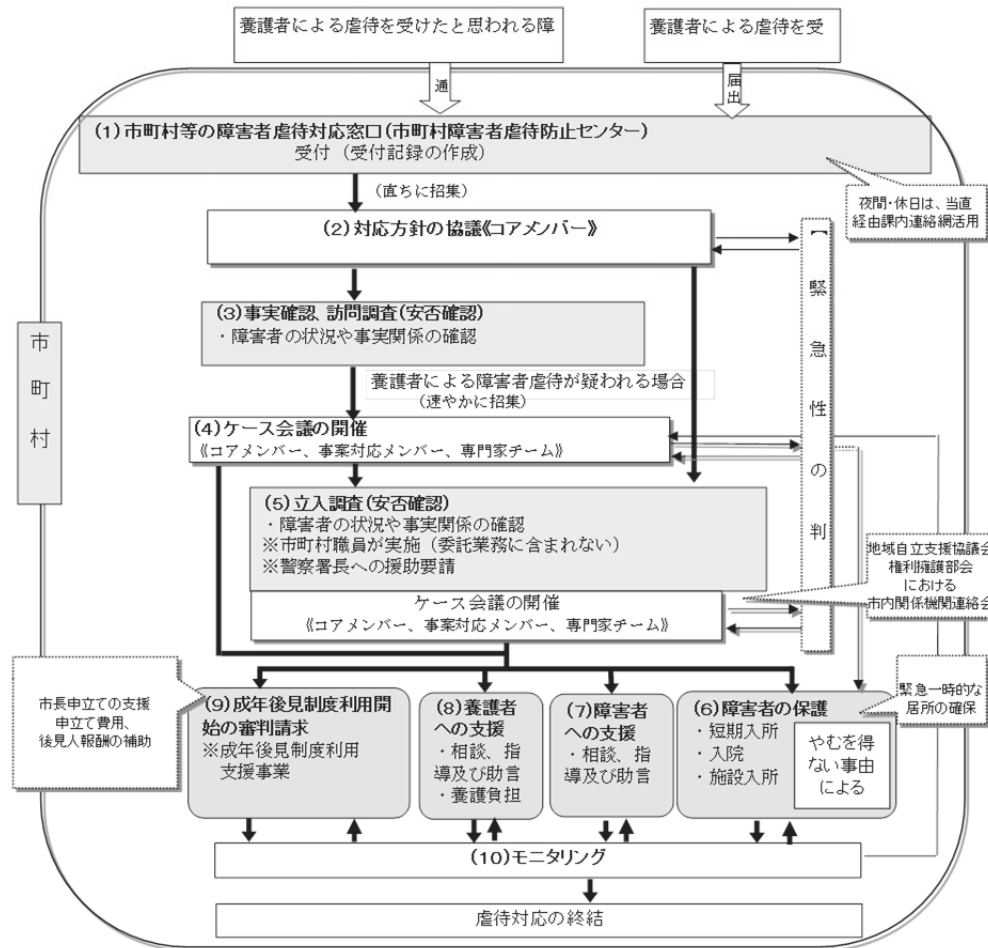 養護者による虐待を受けたと思われる障
養護者による虐待を受
通
届出
(1)市町村等の障害者虐待対応窓口(市町村障害者虐待防止センター)
受付（受付記録の作成）
(直ちに招集)
夜間・休日は、当直
経由課内連絡網活用
(2)対応方針の協議《コアメンバー》
【緊急性の判
市町村
(3)事実確認、訪問調査(安否確認)
・障害者の状況や事実関係の確認
養護者による障害者虐待が疑われる場合
(速やかに招集)
(4)ケース会議の開催
《コアメンバー、事案対応メンバー、専門家チーム》
(5)立入調査(安否確認)
・障害者の状況や事実関係の確認
※市町村職員が実施（委託業務に含まれない）
※警察署長への援助要請
地域自立支援協議会
権利擁護部会
における
市内関係機関連絡会
ケース会議の開催
《コアメンバー、事案対応メンバー、専門家チーム》
市長申立ての支援
申立て費用、
後見人報酬の補助
(9)成年後見制度利用開
始の審判請求
※成年後見制度利用
支援事業
(8)養護者
への支援
・相談、指
導及び助言
・養護負担
(7)障害者
への支援
・相談、指
導及び助言
(6)障害者の保護
・短期入所
・入院
・施設入所
やむを得
ない事由
による
緊急一時的な
居所の確保
(10)モニタリング
虐待対応の終結